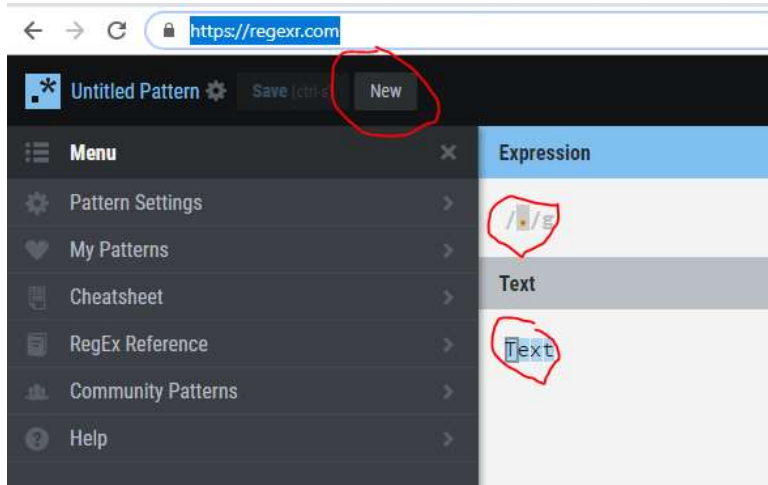 https://regexr.com
.* Untitled Pattern Save (ctrl-s) New
Menu
Expression
Pattern Settings
/./g
My Patterns
Text
Cheatsheet
RegEx Reference
Text
Community Patterns
Help